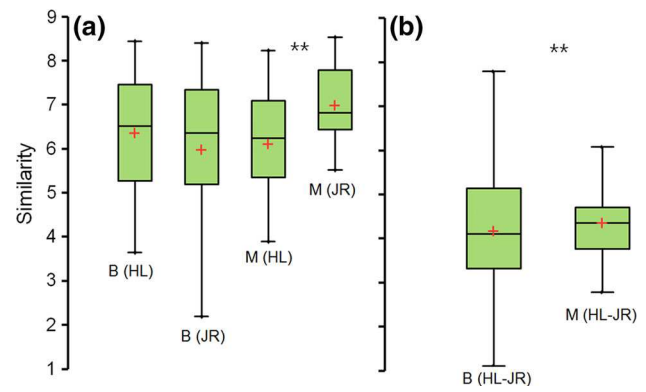 9
8
7
6
5
4
3
2
1
Similarity
(a)
**
B (HL)
B (JR)
M (HL)
M (JR)
(b)
**
B (HL-JR)
M (HL-JR)